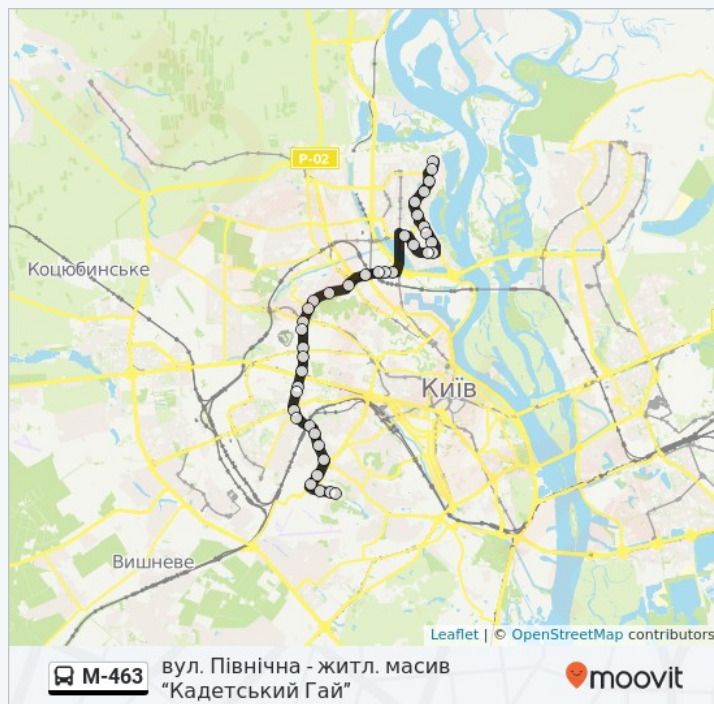 P-02
Коцюбинське
Київ
Вишневе
Leaflet | © OpenStreetMap contributors
М-463
вул. Північна - житл. масив
“Кадетський Гай”
moovit